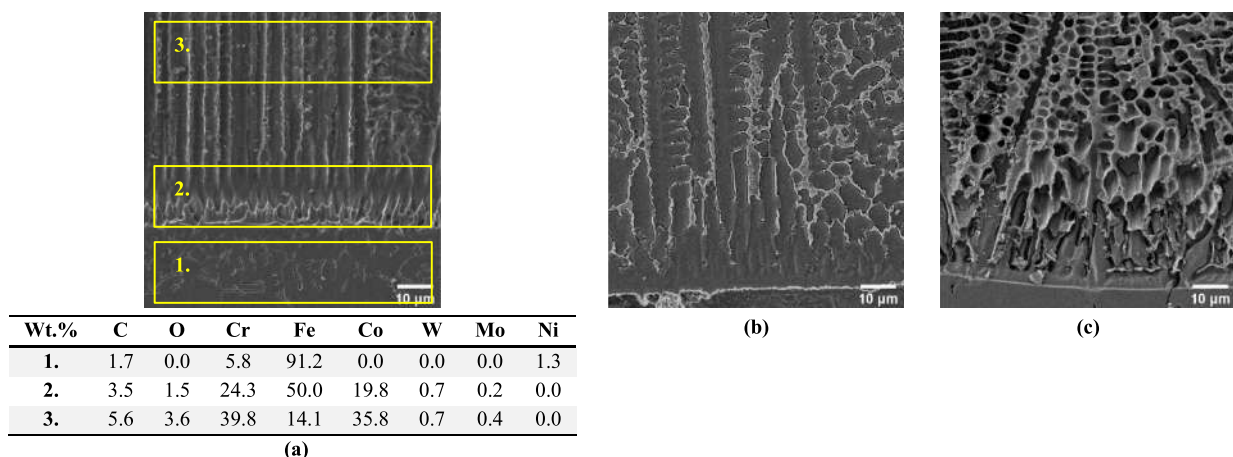 3.
2.
1.
10 µm
Wt.% C O Cr Fe Co W Mo Ni
1. 1.7 0.0 5.8 91.2 0.0 0.0 0.0 1.3
2. 3.5 1.5 24.3 50.0 19.8 0.7 0.2 0.0
3. 5.6 3.6 39.8 14.1 35.8 0.7 0.4 0.0
(a)
10 µm
(b)
10 µm
(c)